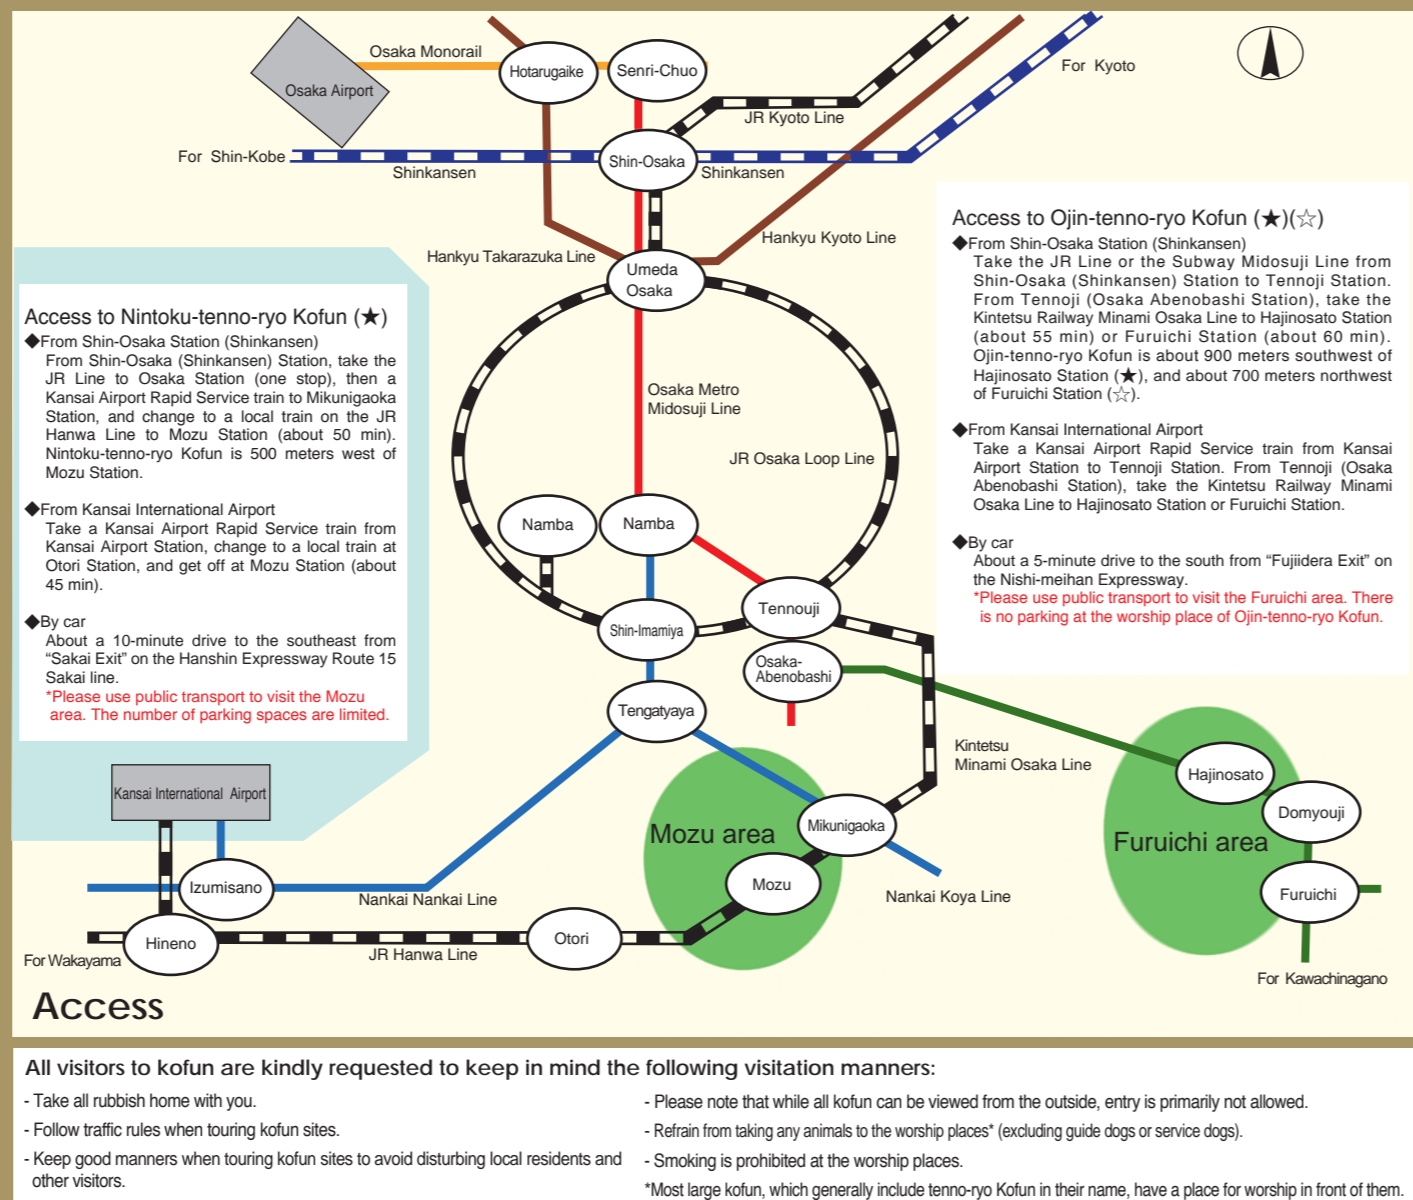 Osaka Monorail
Hotarugaike
Senri-Chuo
Osaka Airport
For Kyoto
JR Kyoto Line
For Shin-Kobe
Shinkansen
Shin-Osaka
Shinkansen
Hankyu Takarazuka Line
Hankyu Kyoto Line
Umeda
Osaka
Access to Nintoku-tenno-ryo Kofun (★)
◆From Shin-Osaka Station (Shinkansen)
From Shin-Osaka (Shinkansen) Station, take the
JR Line to Osaka Station (one stop), then a
Kansai Airport Rapid Service train to Mikunigaoka
Station, and change to a local train on the JR
Hanwa Line to Mozu Station (about 50 min).
Nintoku-tenno-ryo Kofun is 500 meters west of
Mozu Station.
◆From Kansai International Airport
Take a Kansai Airport Rapid Service train from
Kansai Airport Station, change to a local train at
Otori Station, and get off at Mozu Station (about
45 min).
◆By car
About a 10-minute drive to the southeast from
“Sakai Exit” on the Hanshin Expressway Route 15
Sakai line.
*Please use public transport to visit the Mozu
area. The number of parking spaces are limited.
Access to Ojin-tenno-ryo Kofun (★)(☆)
◆From Shin-Osaka Station (Shinkansen)
Take the JR Line or the Subway Midosuji Line from
Shin-Osaka (Shinkansen) Station to Tennoji Station.
From Tennoji (Osaka Abenobashi Station), take the
Kintetsu Railway Minami Osaka Line to Hajinosato Station
(about 55 min) or Furuichi Station (about 60 min).
Ojin-tenno-ryo Kofun is about 900 meters southwest of
Hajinosato Station (★), and about 700 meters northwest
of Furuichi Station (☆).
◆From Kansai International Airport
Take a Kansai Airport Rapid Service train from Kansai
Airport Station to Tennoji Station. From Tennoji (Osaka
Abenobashi Station), take the Kintetsu Railway Minami
Osaka Line to Hajinosato Station or Furuichi Station.
◆By car
About a 5-minute drive to the south from “Fujiidera Exit” on
the Nishi-meihan Expressway.
*Please use public transport to visit the Furuichi area. There
is no parking at the worship place of Ojin-tenno-ryo Kofun.
Osaka Metro
Midosuji Line
JR Osaka Loop Line
Namba
Namba
Tennouji
Shin-Imamiya
Osaka-
Abenobashi
Tengatyaya
Kintetsu
Minami Osaka Line
Hajinosato
Domyouji
Kansai International Airport
Mozu area
Mikunigaoka
Furuichi area
Mozu
Izumisano
Nankai Nankai Line
Nankai Koya Line
Furuichi
Hineno
Otori
For Wakayama
JR Hanwa Line
For Kawachinagano
Access
All visitors to kofun are kindly requested to keep in mind the following visitation manners:
- Take all rubbish home with you.
- Follow traffic rules when touring kofun sites.
- Keep good manners when touring kofun sites to avoid disturbing local residents and
other visitors.
- Please note that while all kofun can be viewed from the outside, entry is primarily not allowed.
- Refrain from taking any animals to the worship places* (excluding guide dogs or service dogs).
- Smoking is prohibited at the worship places.
*Most large kofun, which generally include tenno-ryo Kofun in their name, have a place for worship in front of them.